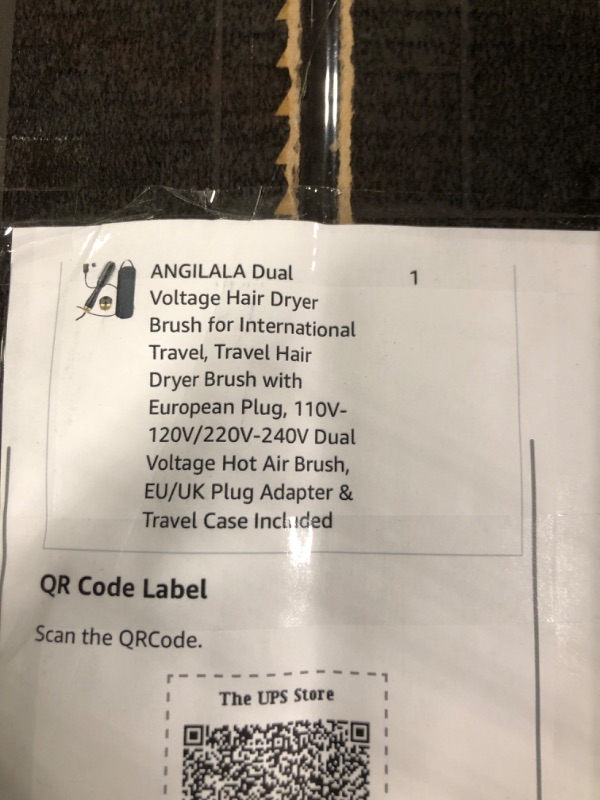 ANGILALA Dual
1
Voltage Hair Dryer
Brush for International
Travel, Travel Hair
Dryer Brush with
European Plug, 110V-
120V/220V-240V Dual
Voltage Hot Air Brush,
EU/UK Plug Adapter &
Travel Case Included
QR Code Label
Scan the QRCode.
The UPS Store